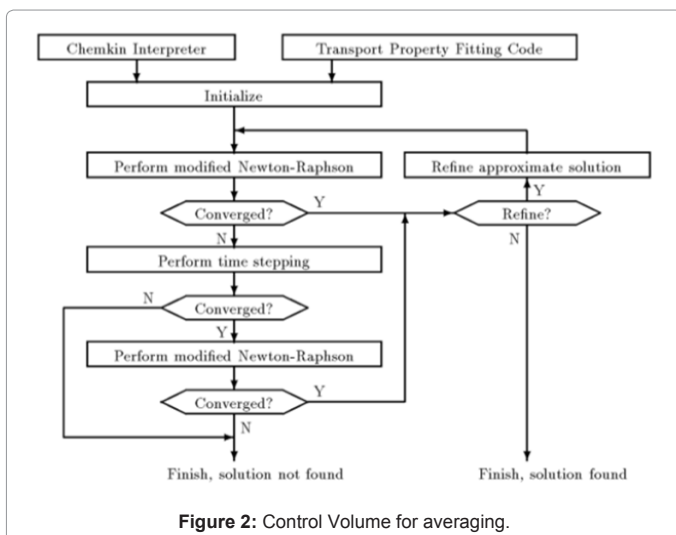 Chemkin Interpreter
Transport Property Fitting Code
Initialize
Perform modified Newton-Raphson
Refine approximate solution
Y
Y
Converged?
Refine?
N
N
Perform time stepping
N
Converged?
Y
Perform modified Newton-Raphson
Y
Converged?
N
Finish, solution not found
Finish, solution found
Figure 2: Control Volume for averaging.